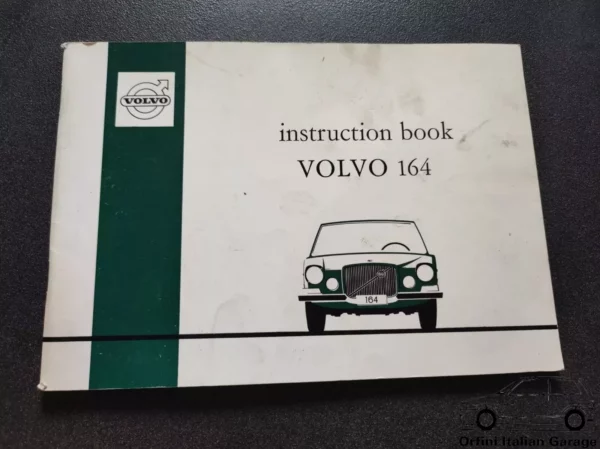 VOLVO
instruction book
VOLVO 164
164
Orfini Italian Garage